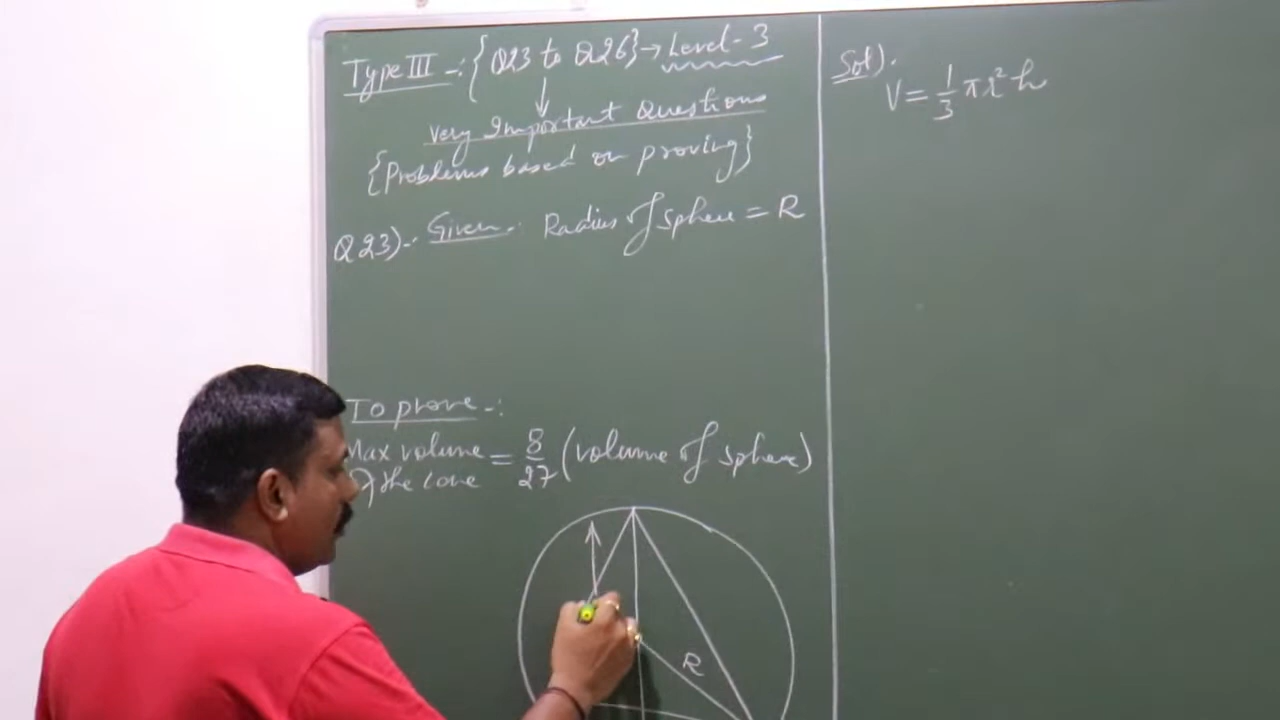 Type III -: {Q23 to Q26} → Level - 3
Very Important Questions
{Problems based on proving}
Q23)-. Given -: Radius of sphere = R
To prove -:
Max volume of the cone = 8/27 (volume of sphere)
R
Sol).
V = 1/3 πr²h